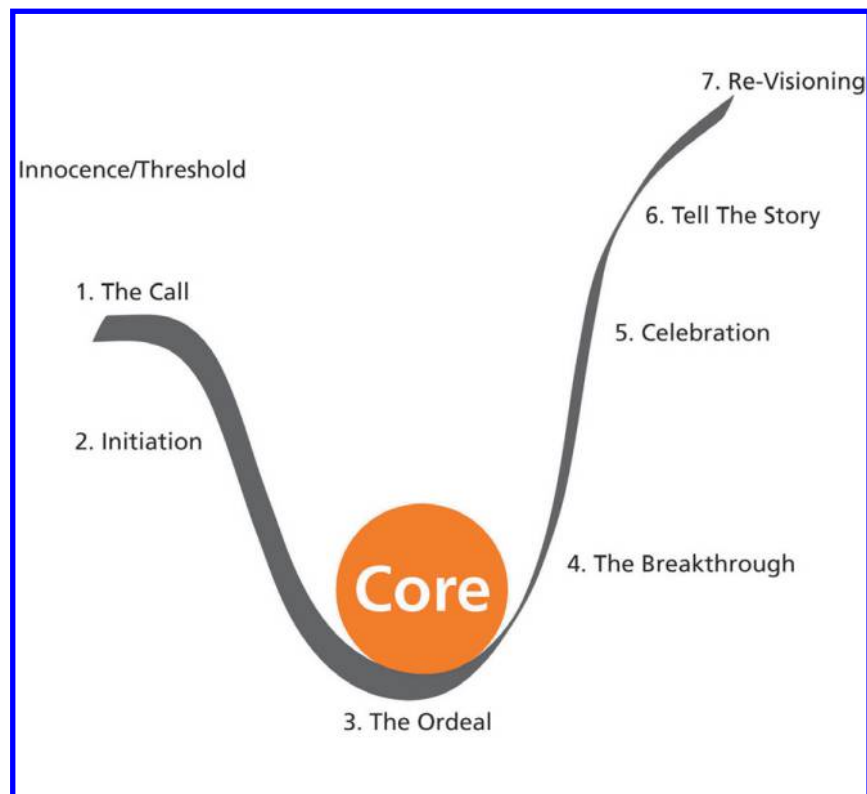 Innocence/Threshold
1. The Call
2. Initiation
Core
3. The Ordeal
4. The Breakthrough
5. Celebration
6. Tell The Story
7. Re-Visioning